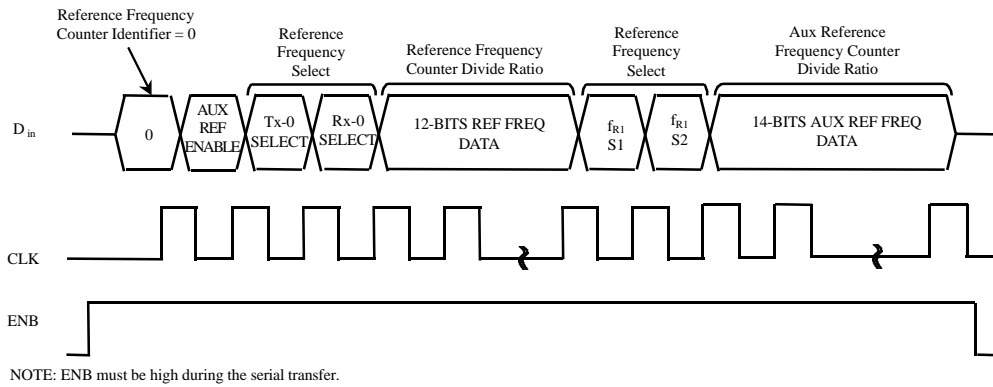 Reference Frequency
Counter Identifier = 0
Reference
Frequency
Select
Reference Frequency
Counter Divide Ratio
Reference
Frequency
Select
Aux Reference
Frequency Counter
Divide Ratio
D in
0
AUX
REF
ENABLE
Tx-0
SELECT
Rx-0
SELECT
12-BITS REF FREQ
DATA
fR1
S1
fR1
S2
14-BITS AUX REF FREQ
DATA
CLK
ENB
NOTE: ENB must be high during the serial transfer.